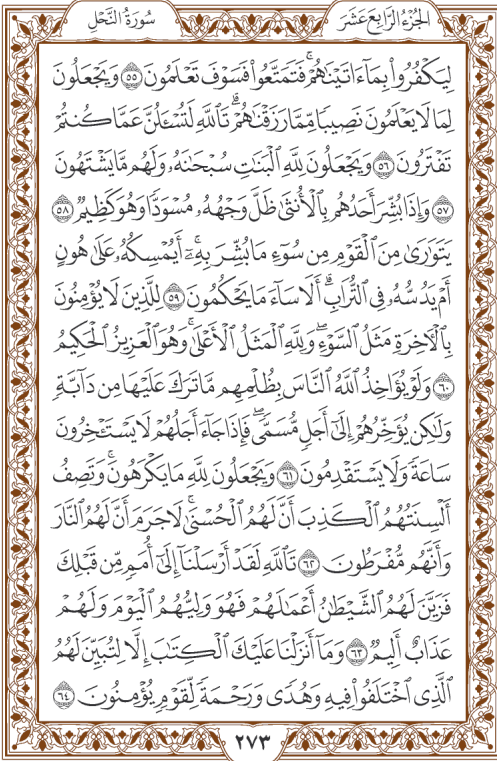 الجُزْءُ الرَّابِعَ عَشَرَ
سُورَةُ النَّحْلِ
لِيَكْفُرُوا۟ بِمَآ ءَاتَيْنَٰهُمْ ۚ فَتَمَتَّعُوا۟ فَسَوْفَ تَعْلَمُونَ ٥٥ وَيَجْعَلُونَ
لِمَا لَا يَعْلَمُونَ نَصِيبًا مِّمَّا رَزَقْنَٰهُمْ ۗ تَٱللَّهِ لَتُسْـَٔلُنَّ عَمَّا كُنتُمْ
تَفْتَرُونَ ٥٦ وَيَجْعَلُونَ لِلَّهِ ٱلْبَنَٰتِ سُبْحَٰنَهُۥ وَلَهُم مَّا يَشْتَهُونَ
٥٧ وَإِذَا بُشِّرَ أَحَدُهُم بِٱلْأُنثَىٰ ظَلَّ وَجْهُهُۥ مُسْوَدًّا وَهُوَ كَظِيمٌ ٥٨
يَتَوَٰرَىٰ مِنَ ٱلْقَوْمِ مِن سُوٓءِ مَا بُشِّرَ بِهِۦٓ ۚ أَيُمْسِكُهُۥ عَلَىٰ هُونٍ
أَمْ يَدُسُّهُۥ فِى ٱلتُّرَابِ ۗ أَلَا سَآءَ مَا يَحْكُمُونَ ٥٩ لِلَّذِينَ لَا يُؤْمِنُونَ
بِٱلْءَاخِرَةِ مَثَلُ ٱلسَّوْءِ ۖ وَلِلَّهِ ٱلْمَثَلُ ٱلْأَعْلَىٰ ۚ وَهُوَ ٱلْعَزِيزُ ٱلْحَكِيمُ
٦٠ وَلَوْ يُؤَاخِذُ ٱللَّهُ ٱلنَّاسَ بِظُلْمِهِم مَّا تَرَكَ عَلَيْهَا مِن دَآبَّةٍ
وَلَٰكِن يُؤَخِّرُهُمْ إِلَىٰٓ أَجَلٍ مُّسَمًّى ۖ فَإِذَا جَآءَ أَجَلُهُمْ لَا يَسْتَـْٔخِرُونَ
سَاعَةً وَلَا يَسْتَقْدِمُونَ ٦١ وَيَجْعَلُونَ لِلَّهِ مَا يَكْرَهُونَ ۚ وَتَصِفُ
أَلْسِنَتُهُمُ ٱلْكَذِبَ أَنَّ لَهُمُ ٱلْحُسْنَىٰ ۖ لَا جَرَمَ أَنَّ لَهُمُ ٱلنَّارَ
وَأَنَّهُم مُّفْرَطُونَ ٦٢ تَٱللَّهِ لَقَدْ أَرْسَلْنَآ إِلَىٰٓ أُمَمٍ مِّن قَبْلِكَ
فَزَيَّنَ لَهُمُ ٱلشَّيْطَٰنُ أَعْمَٰلَهُمْ فَهُوَ وَلِيُّهُمُ ٱلْيَوْمَ وَلَهُمْ
عَذَابٌ أَلِيمٌ ٦٣ وَمَآ أَنزَلْنَا عَلَيْكَ ٱلْكِتَٰبَ إِلَّا لِتُبَيِّنَ لَهُمُ
ٱلَّذِى ٱخْتَلَفُوا۟ فِيهِ ۙ وَهُدًى وَرَحْمَةً لِّقَوْمٍ يُؤْمِنُونَ ٦٤
٢٧٣